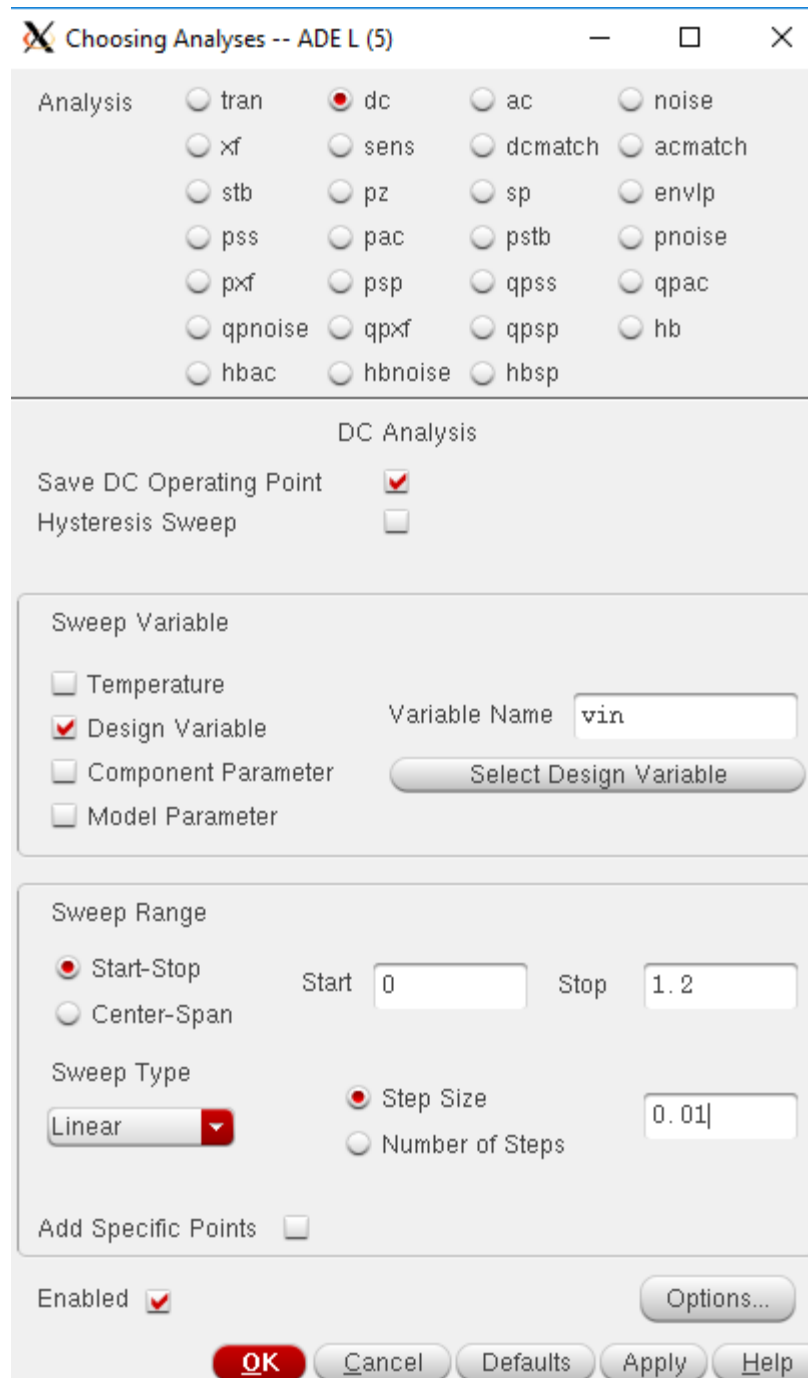 Choosing Analyses -- ADE L (5)
Analysis tran dc ac noise
xf sens dcmatch acmatch
stb pz sp envlp
pss pac pstb pnoise
pxf psp qpss qpac
qpnoise qpxf qpsp hb
hbac hbnoise hbsp
DC Analysis
Save DC Operating Point
Hysteresis Sweep
Sweep Variable
Temperature
Design Variable Variable Name vin
Component Parameter Select Design Variable
Model Parameter
Sweep Range
Start-Stop Start 0 Stop 1.2
Center-Span
Sweep Type
Step Size
Linear 0.01
Number of Steps
Add Specific Points
Enabled Options...
OK Cancel Defaults Apply Help